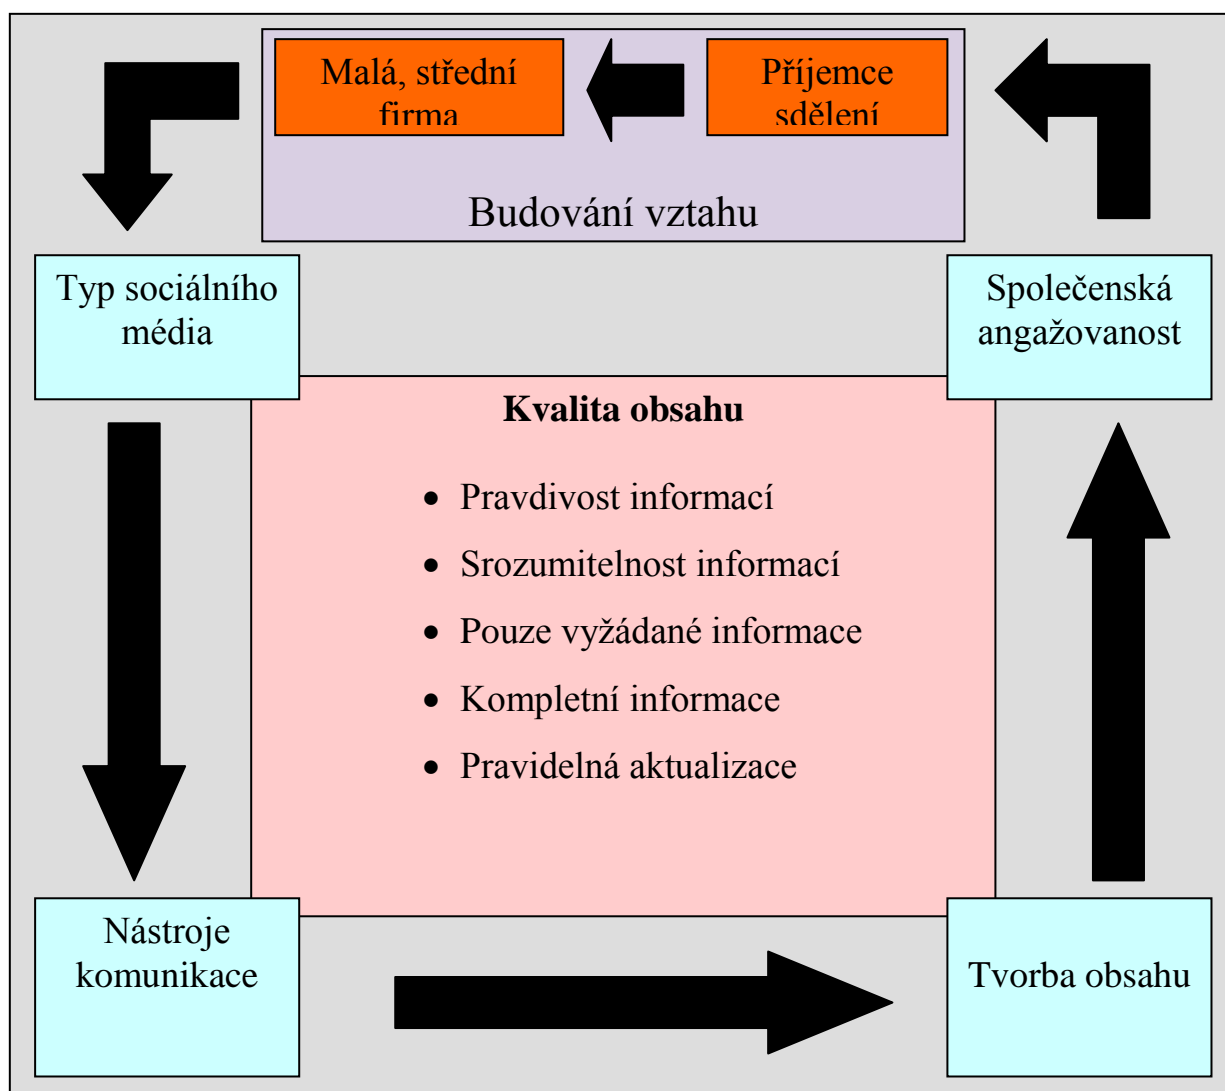 Malá, střední
firma
Příjemce
sdělení
Budování vztahu
Typ sociálního
média
Společenská
angažovanost
Kvalita obsahu
• Pravdivost informací
• Srozumitelnost informací
• Pouze vyžádané informace
• Kompletní informace
• Pravidelná aktualizace
Nástroje
komunikace
Tvorba obsahu